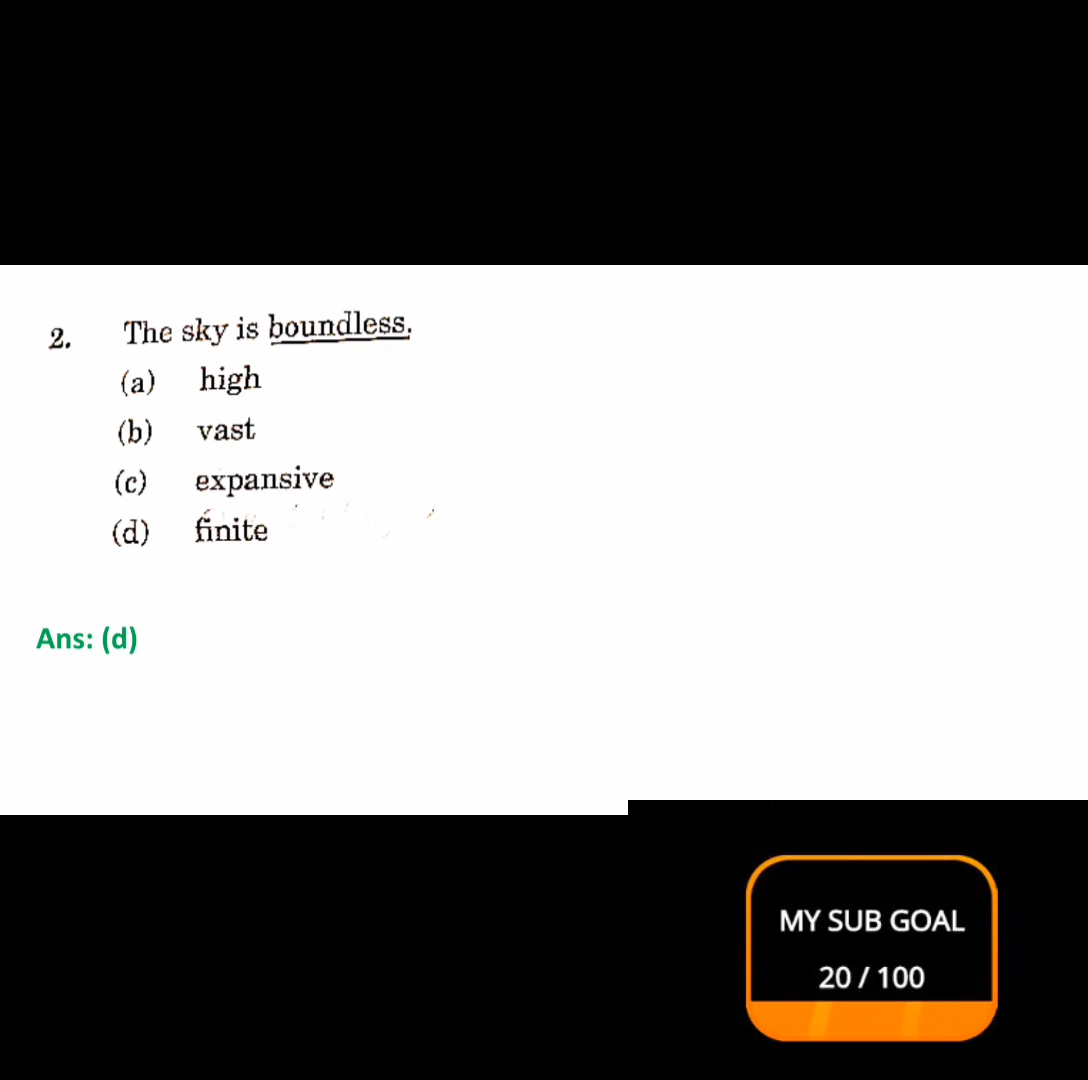 2. The sky is boundless.
(a) high
(b) vast
(c) expansive
(d) finite
Ans: (d)
MY SUB GOAL
20 / 100